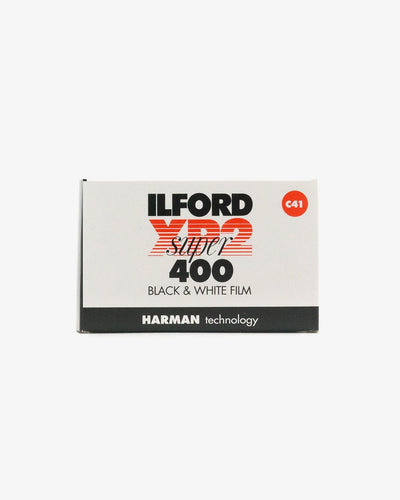 ILFORD
C41
XP2
super
400
BLACK & WHITE FILM
HARMAN technology